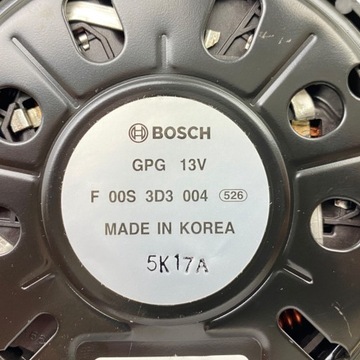 BOSCH
GPG 13V
F 00S 3D3 004 526
MADE IN KOREA
5K17A